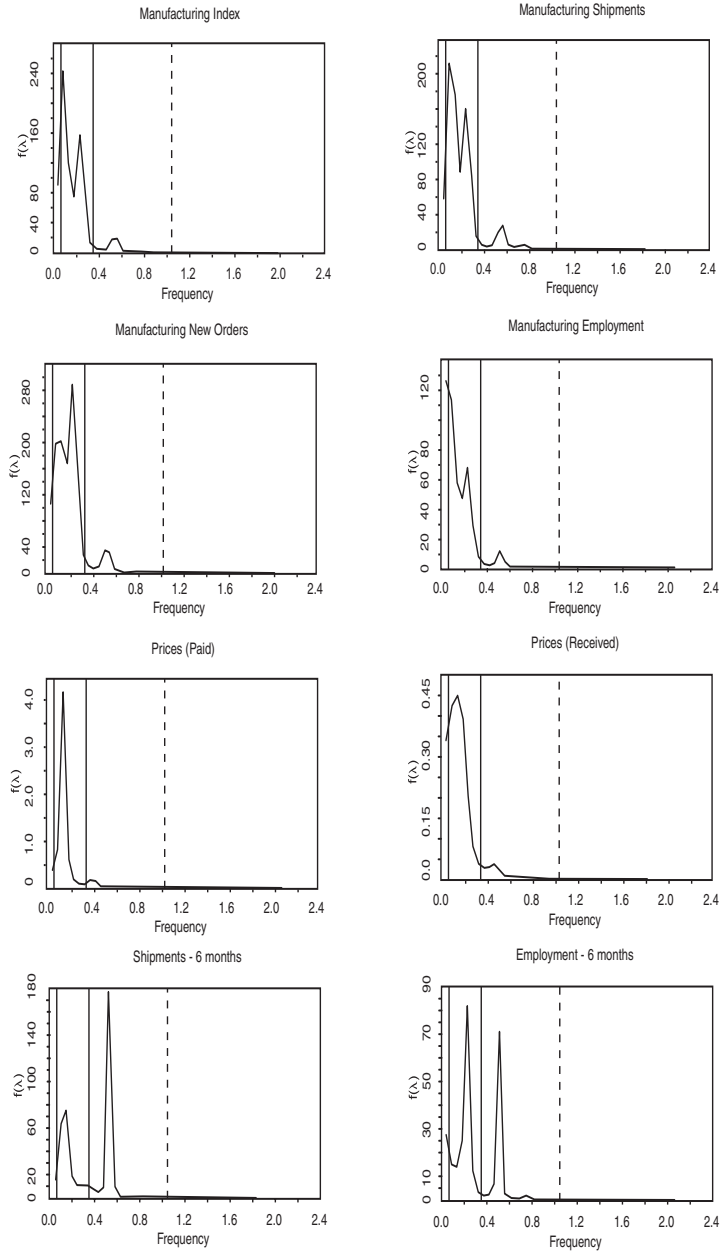 Manufacturing Index
f(λ)
240
160
80
40
0
0.0 0.4 0.8 1.2 1.6 2.0 2.4
Frequency
Manufacturing Shipments
f(λ)
200
120
80
40
0
0.0 0.4 0.8 1.2 1.6 2.0 2.4
Frequency
Manufacturing New Orders
f(λ)
280
200
120
40
0
0.0 0.4 0.8 1.2 1.6 2.0 2.4
Frequency
Manufacturing Employment
f(λ)
120
80
60
40
20
0
0.0 0.4 0.8 1.2 1.6 2.0 2.4
Frequency
Prices (Paid)
f(λ)
4.0
3.0
2.0
1.0
0
0.0 0.4 0.8 1.2 1.6 2.0 2.4
Frequency
Prices (Received)
f(λ)
0.45
0.30
0.15
0.0
0.0 0.4 0.8 1.2 1.6 2.0 2.4
Frequency
Shipments - 6 months
f(λ)
180
140
100
60
20
0
0.0 0.4 0.8 1.2 1.6 2.0 2.4
Frequency
Employment - 6 months
f(λ)
90
70
50
30
10
0
0.0 0.4 0.8 1.2 1.6 2.0 2.4
Frequency